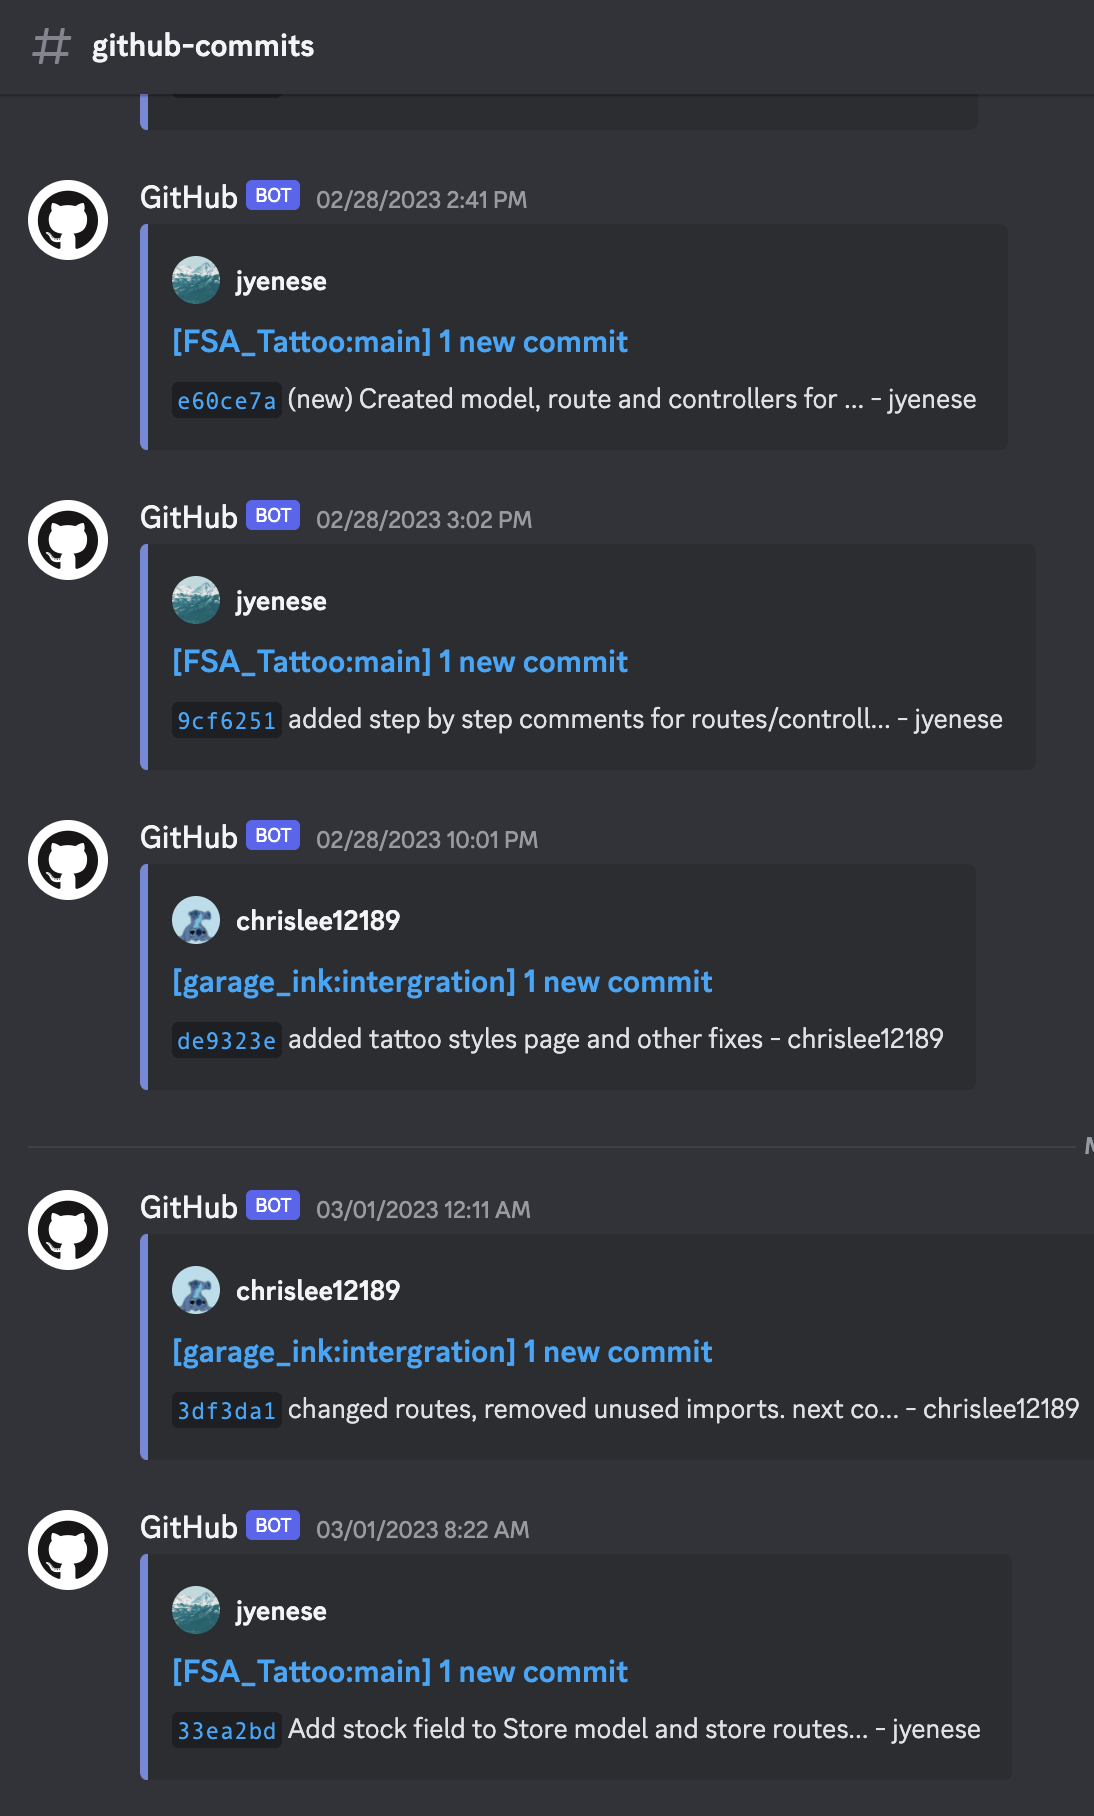 github-commits
GitHub BOT 02/28/2023 2:41 PM
jyenese
[FSA_Tattoo:main] 1 new commit
e60ce7a (new) Created model, route and controllers for ... - jyenese
GitHub BOT 02/28/2023 3:02 PM
jyenese
[FSA_Tattoo:main] 1 new commit
9cf6251 added step by step comments for routes/controll... - jyenese
GitHub BOT 02/28/2023 10:01 PM
chrislee12189
[garage_ink:intergration] 1 new commit
de9323e added tattoo styles page and other fixes - chrislee12189
GitHub BOT 03/01/2023 12:11 AM
chrislee12189
[garage_ink:intergration] 1 new commit
3df3da1 changed routes, removed unused imports. next co... - chrislee12189
GitHub BOT 03/01/2023 8:22 AM
jyenese
[FSA_Tattoo:main] 1 new commit
33ea2bd Add stock field to Store model and store routes... - jyenese